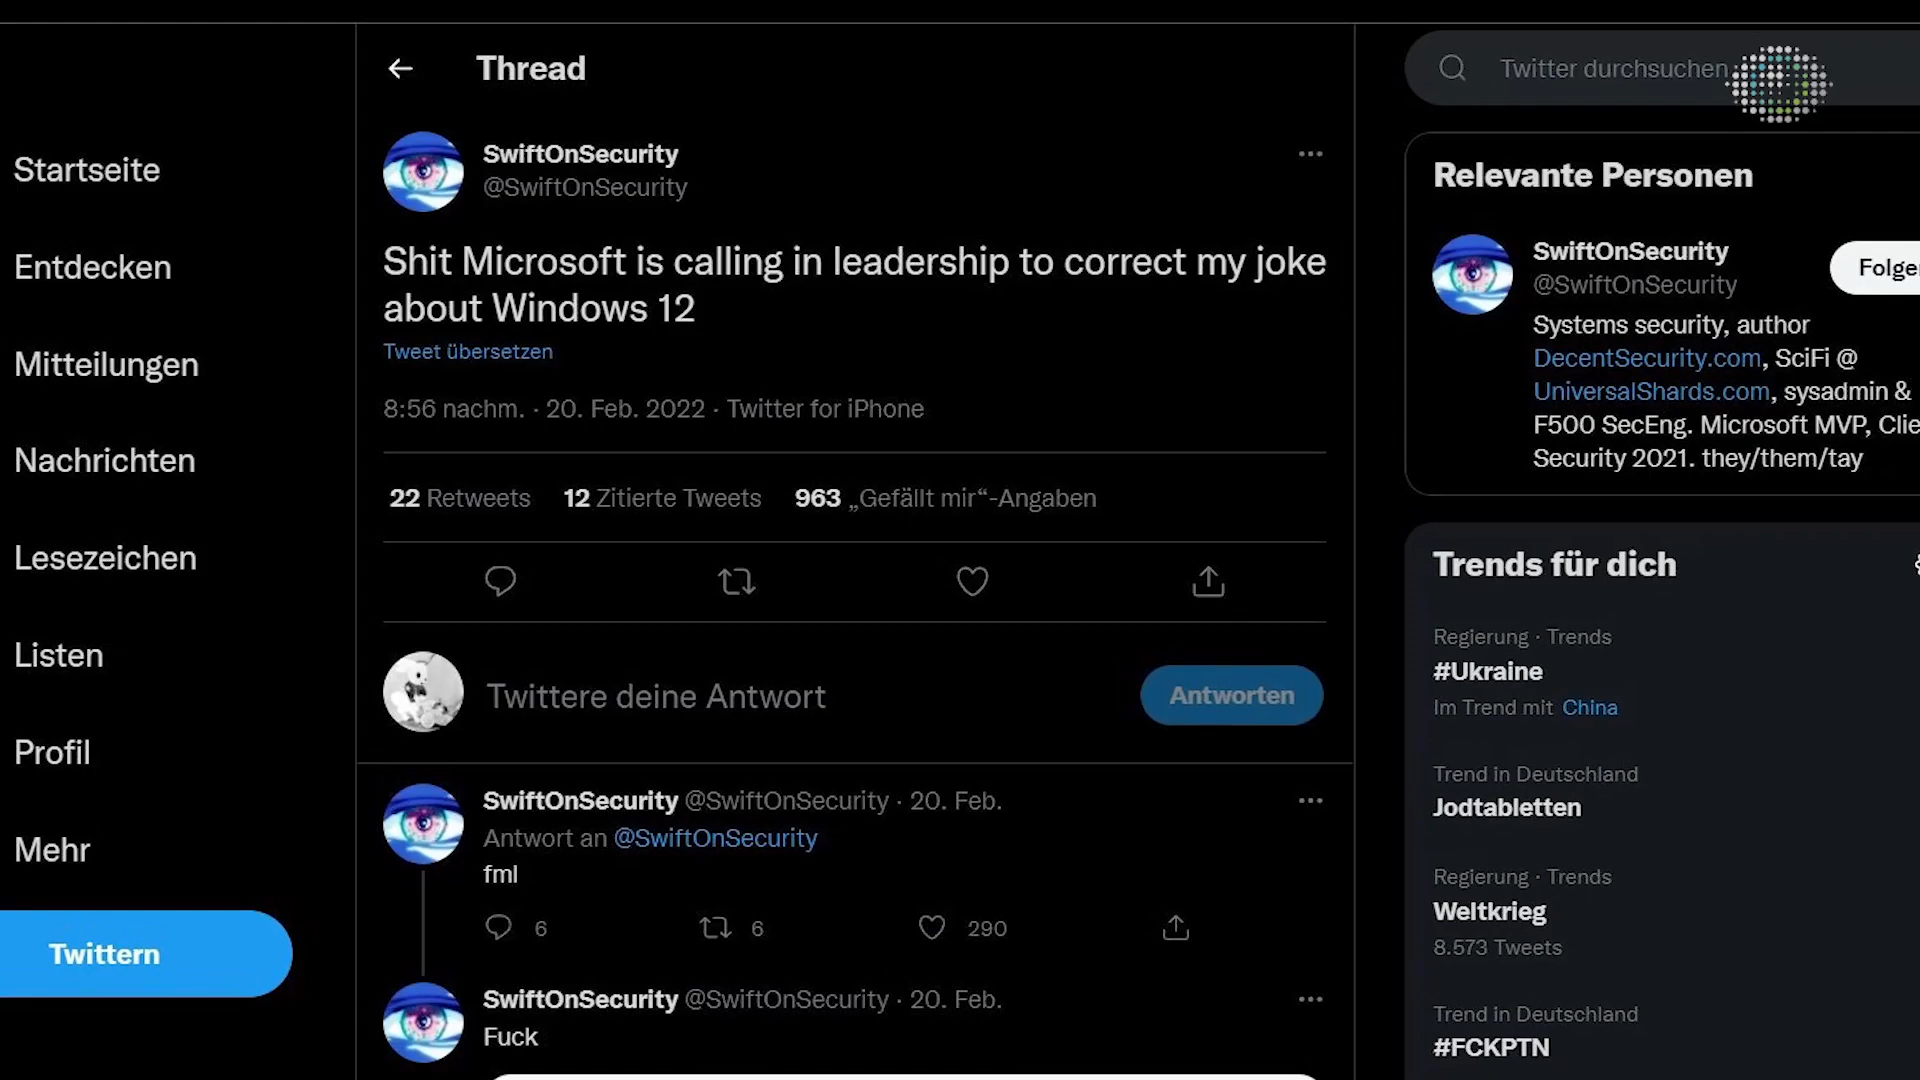 Startseite
Entdecken
Mitteilungen
Nachrichten
Lesezeichen
Listen
Profil
Mehr
Twittern
Thread
SwiftOnSecurity
@SwiftOnSecurity
Shit Microsoft is calling in leadership to correct my joke
about Windows 12
Tweet übersetzen
8:56 nachm. · 20. Feb. 2022 · Twitter for iPhone
22 Retweets 12 Zitierte Tweets 963 „Gefällt mir“-Angaben
Twittere deine Antwort
Antworten
SwiftOnSecurity @SwiftOnSecurity · 20. Feb.
Antwort an @SwiftOnSecurity
fml
6 6 290
SwiftOnSecurity @SwiftOnSecurity · 20. Feb.
Fuck
Twitter durchsuchen
Relevante Personen
SwiftOnSecurity
@SwiftOnSecurity
Folge
Systems security, author
DecentSecurity.com, SciFi @
UniversalShards.com, sysadmin &
F500 SecEng. Microsoft MVP, Clie
Security 2021. they/them/tay
Trends für dich
Regierung · Trends
#Ukraine
Im Trend mit China
Trend in Deutschland
Jodtabletten
Regierung · Trends
Weltkrieg
8.573 Tweets
Trend in Deutschland
#FCKPTN